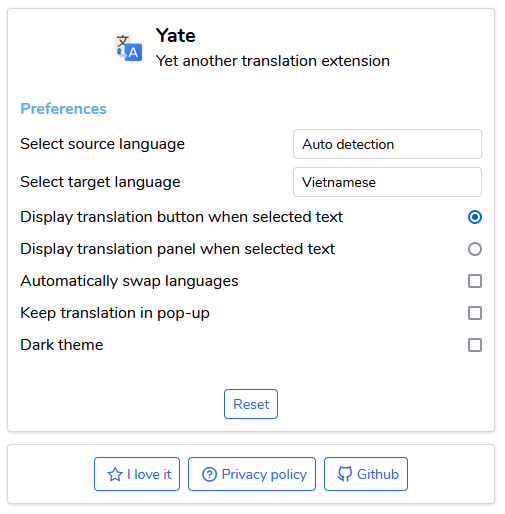 文
A
Yate
Yet another translation extension
Preferences
Select source language Auto detection
Select target language Vietnamese
Display translation button when selected text
Display translation panel when selected text
Automatically swap languages
Keep translation in pop-up
Dark theme
Reset
I love it Privacy policy Github